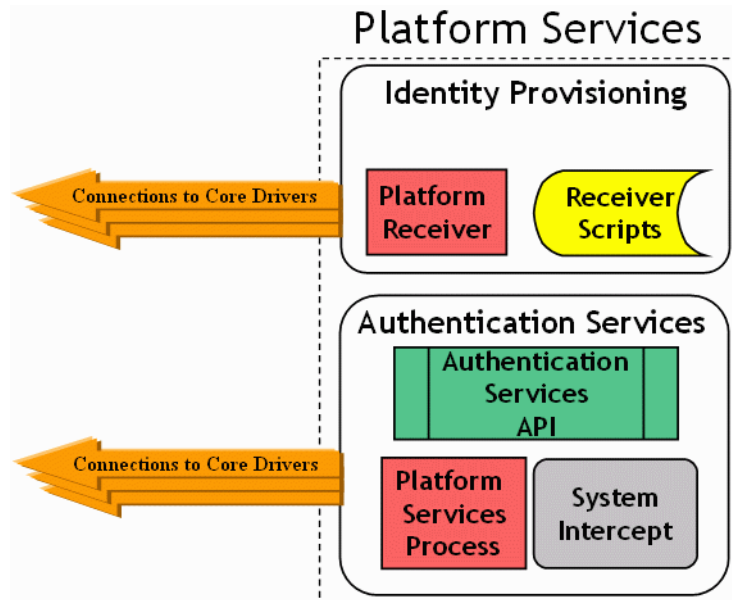 Platform Services
Identity Provisioning
Connections to Core Drivers
Platform
Receiver
Receiver
Scripts
Authentication Services
Authentication
Services
API
Connections to Core Drivers
Platform
Services
Process
System
Intercept